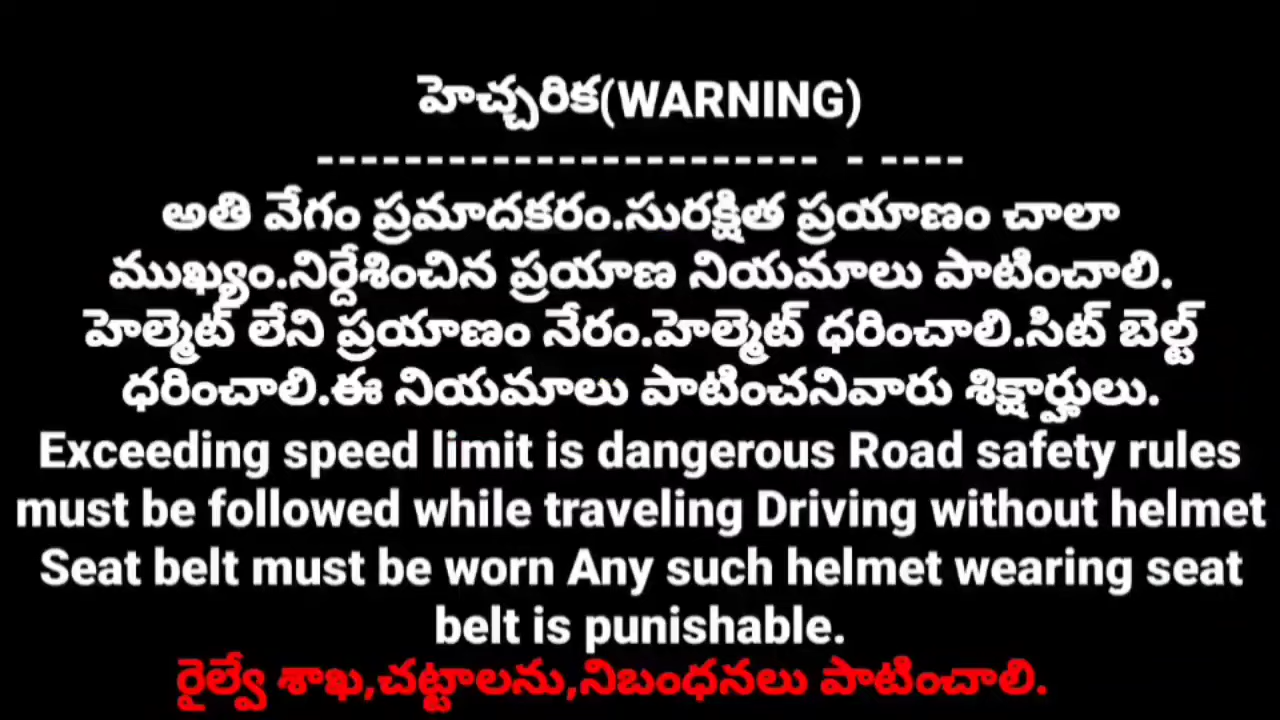 హెచ్చరిక(WARNING)
----------------------- - ----
అతి వేగం ప్రమాదకరం.సురక్షిత ప్రయాణం చాలా
ముఖ్యం.నిర్దేశించిన ప్రయాణ నియమాలు పాటించాలి.
హెల్మెట్ లేని ప్రయాణం నేరం.హెల్మెట్ ధరించాలి.సిట్ బెల్ట్
ధరించాలి.ఈ నియమాలు పాటించనివారు శిక్షార్హులు.
Exceeding speed limit is dangerous Road safety rules
must be followed while traveling Driving without helmet
Seat belt must be worn Any such helmet wearing seat
belt is punishable.
రైల్వే శాఖ,చట్టాలను,నిబంధనలు పాటించాలి.